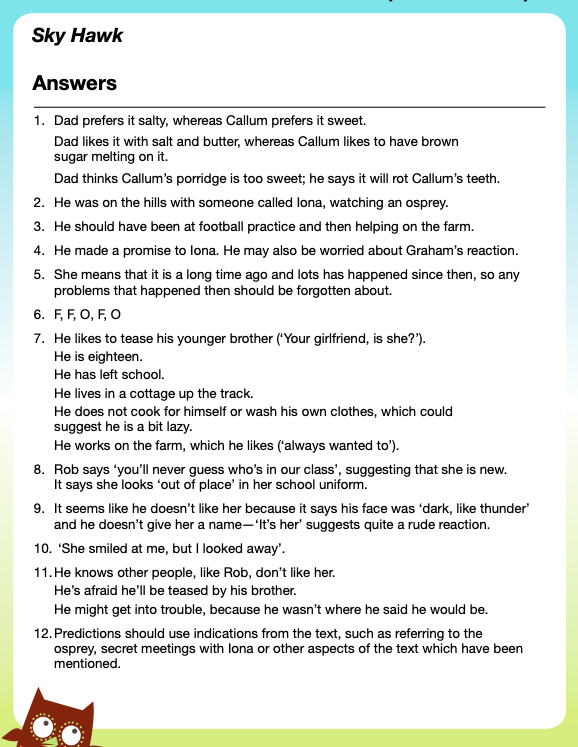 Sky Hawk
Answers
1. Dad prefers it salty, whereas Callum prefers it sweet.
Dad likes it with salt and butter, whereas Callum likes to have brown
sugar melting on it.
Dad thinks Callum's porridge is too sweet; he says it will rot Callum's teeth.
2. He was on the hills with someone called Iona, watching an osprey.
3. He should have been at football practice and then helping on the farm.
4. He made a promise to Iona. He may also be worried about Graham's reaction.
5. She means that it is a long time ago and lots has happened since then, so any
problems that happened then should be forgotten about.
6. F, F, O, F, O
7. He likes to tease his younger brother ('Your girlfriend, is she?').
He is eighteen.
He has left school.
He lives in a cottage up the track.
He does not cook for himself or wash his own clothes, which could
suggest he is a bit lazy.
He works on the farm, which he likes ('always wanted to').
8. Rob says 'you'll never guess who's in our class', suggesting that she is new.
It says she looks 'out of place' in her school uniform.
9. It seems like he doesn't like her because it says his face was 'dark, like thunder'
and he doesn't give her a name—'It's her' suggests quite a rude reaction.
10. 'She smiled at me, but I looked away'.
11. He knows other people, like Rob, don't like her.
He's afraid he'll be teased by his brother.
He might get into trouble, because he wasn't where he said he would be.
12. Predictions should use indications from the text, such as referring to the
osprey, secret meetings with Iona or other aspects of the text which have been
mentioned.